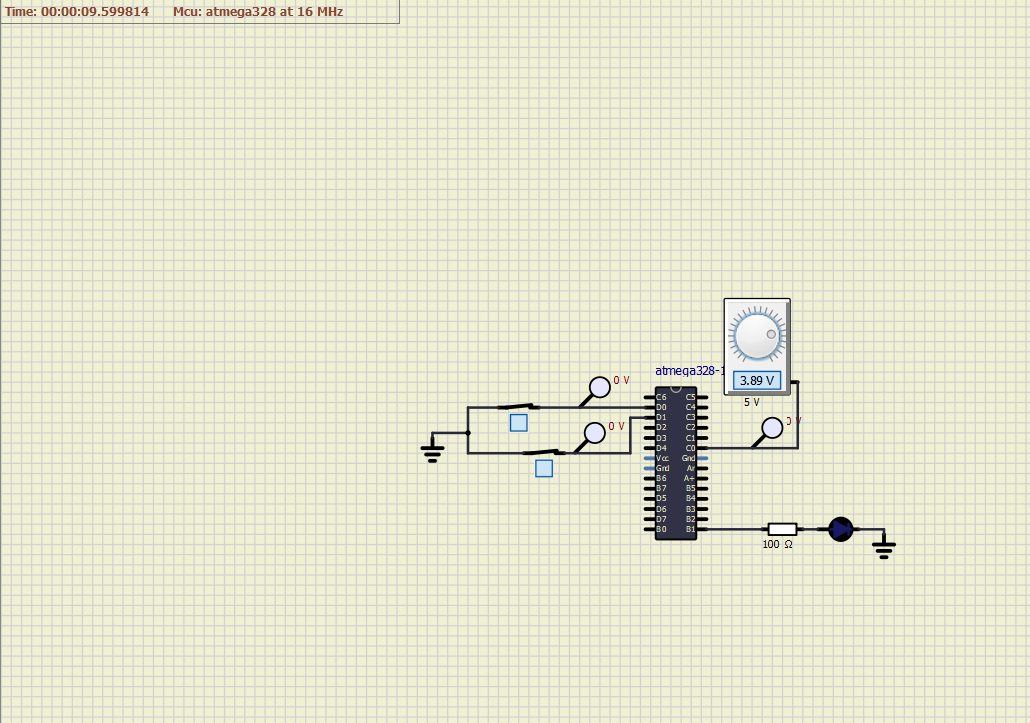 Time: 00:00:09.599814 Mcu: atmega328 at 16 MHz
3.89 V
5 V
atmega328-1
0 V
0 V
0 V
C6 C5
D0 C4
D1 C3
D2 C2
D3 C1
D4 C0
Vcc Gnd
Gnd Ar
B6 A+
B7 B5
D5 B4
D6 B3
D7 B2
B0 B1
100 Ω